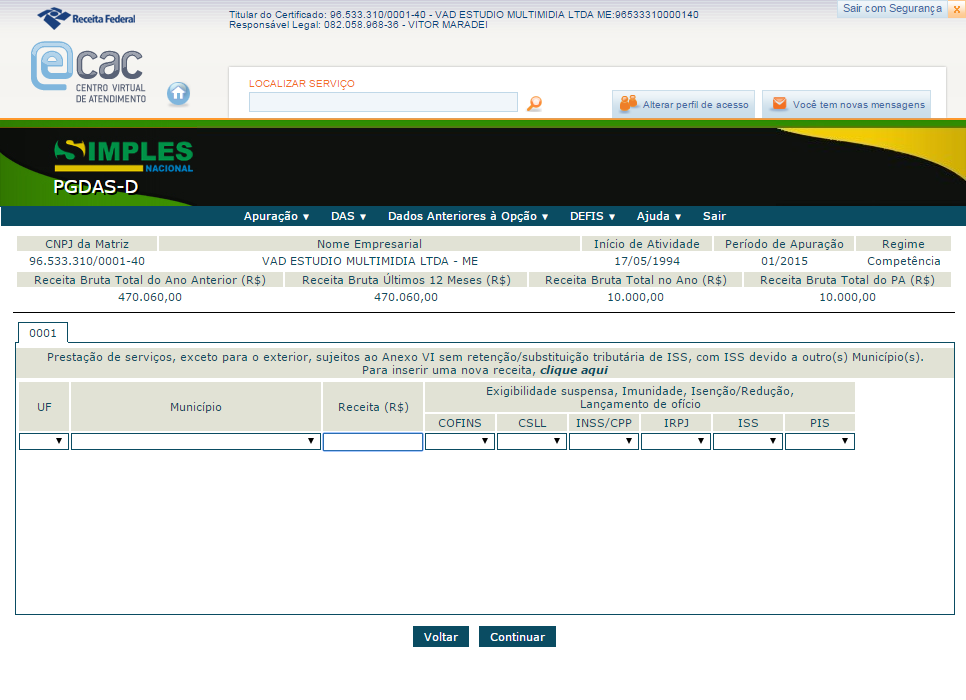 Receita Federal
Titular do Certificado: 96.533.310/0001-40 - VAD ESTUDIO MULTIMIDIA LTDA ME:96533310000140
Responsável Legal: 082.058.968-36 - VITOR MARADEI
Sair com Segurança x
e cac
CENTRO VIRTUAL
DE ATENDIMENTO
LOCALIZAR SERVIÇO
Alterar perfil de acesso
Você tem novas mensagens
SIMPLES
NACIONAL
PGDAS-D
Apuração ▼ DAS ▼ Dados Anteriores à Opção ▼ DEFIS ▼ Ajuda ▼ Sair
CNPJ da Matriz Nome Empresarial Início de Atividade Período de Apuração Regime
96.533.310/0001-40 VAD ESTUDIO MULTIMIDIA LTDA - ME 17/05/1994 01/2015 Competência
Receita Bruta Total do Ano Anterior (R$) Receita Bruta Últimos 12 Meses (R$) Receita Bruta Total no Ano (R$) Receita Bruta Total do PA (R$)
470.060,00 470.060,00 10.000,00 10.000,00
0001
Prestação de serviços, exceto para o exterior, sujeitos ao Anexo VI sem retenção/substituição tributária de ISS, com ISS devido a outro(s) Município(s).
Para inserir uma nova receita, clique aqui
UF Município Receita (R$) Exigibilidade suspensa, Imunidade, Isenção/Redução,
Lançamento de ofício
COFINS CSLL INSS/CPP IRPJ ISS PIS
Voltar Continuar